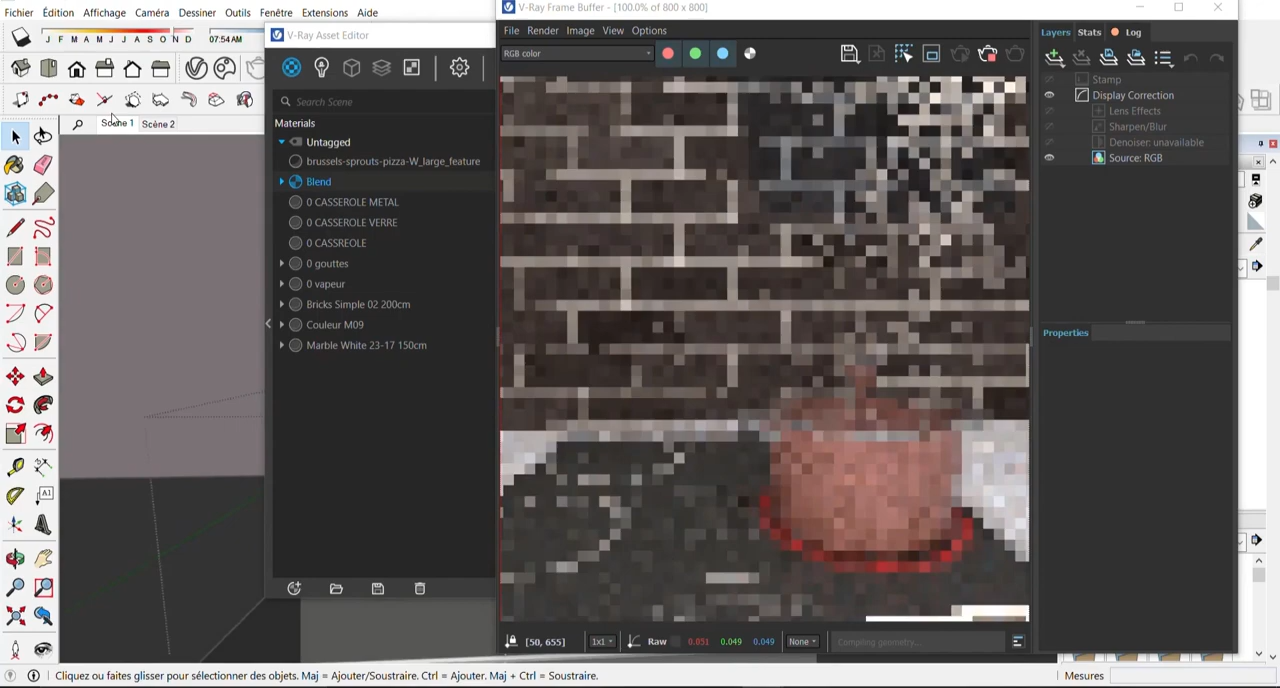 Fichier Édition Affichage Caméra Dessiner Outils Fenêtre Extensions Aide
J F M A M J J A S O N D 07:54 AM
Scène 1 Scène 2
V-Ray Asset Editor
Search Scene
Materials
Untagged
brussels-sprouts-pizza-W_large_feature
Blend
0 CASSEROLE METAL
0 CASSEROLE VERRE
0 CASSREOLE
0 gouttes
0 vapeur
Bricks Simple 02 200cm
Couleur M09
Marble White 23-17 150cm
V-Ray Frame Buffer - [100.0% of 800 x 800]
File Render Image View Options
RGB color
[50, 655] 1x1 Raw 0.051 0.049 0.049 None Compiling geometry...
Layers Stats Log
Stamp
Display Correction
Lens Effects
Sharpen/Blur
Denoiser: unavailable
Source: RGB
Properties
Cliquez ou faites glisser pour sélectionner des objets. Maj = Ajouter/Soustraire. Ctrl = Ajouter. Maj + Ctrl = Soustraire.
Mesures